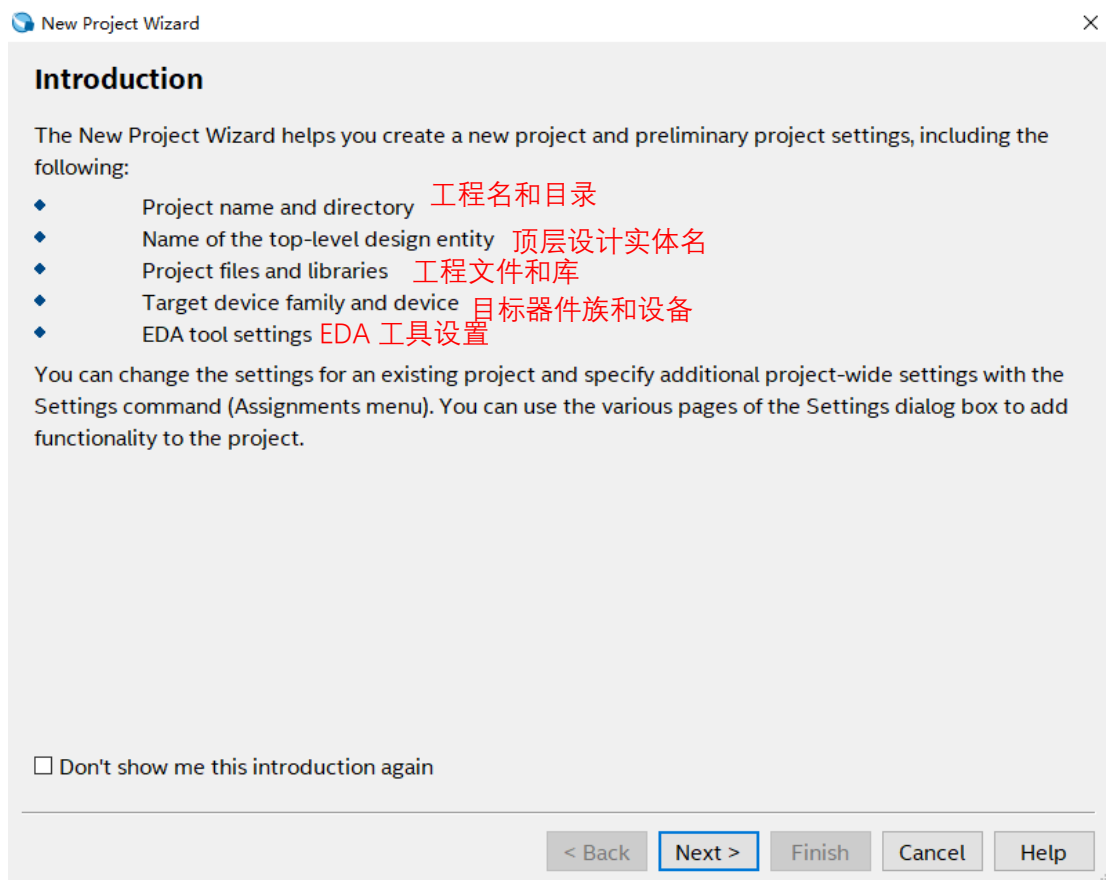 New Project Wizard
Introduction
The New Project Wizard helps you create a new project and preliminary project settings, including the
following:
Project name and directory 工程名和目录
Name of the top-level design entity 顶层设计实体名
Project files and libraries 工程文件和库
Target device family and device 目标器件族和设备
EDA tool settings EDA 工具设置
You can change the settings for an existing project and specify additional project-wide settings with the
Settings command (Assignments menu). You can use the various pages of the Settings dialog box to add
functionality to the project.
Don't show me this introduction again
< Back Next > Finish Cancel Help